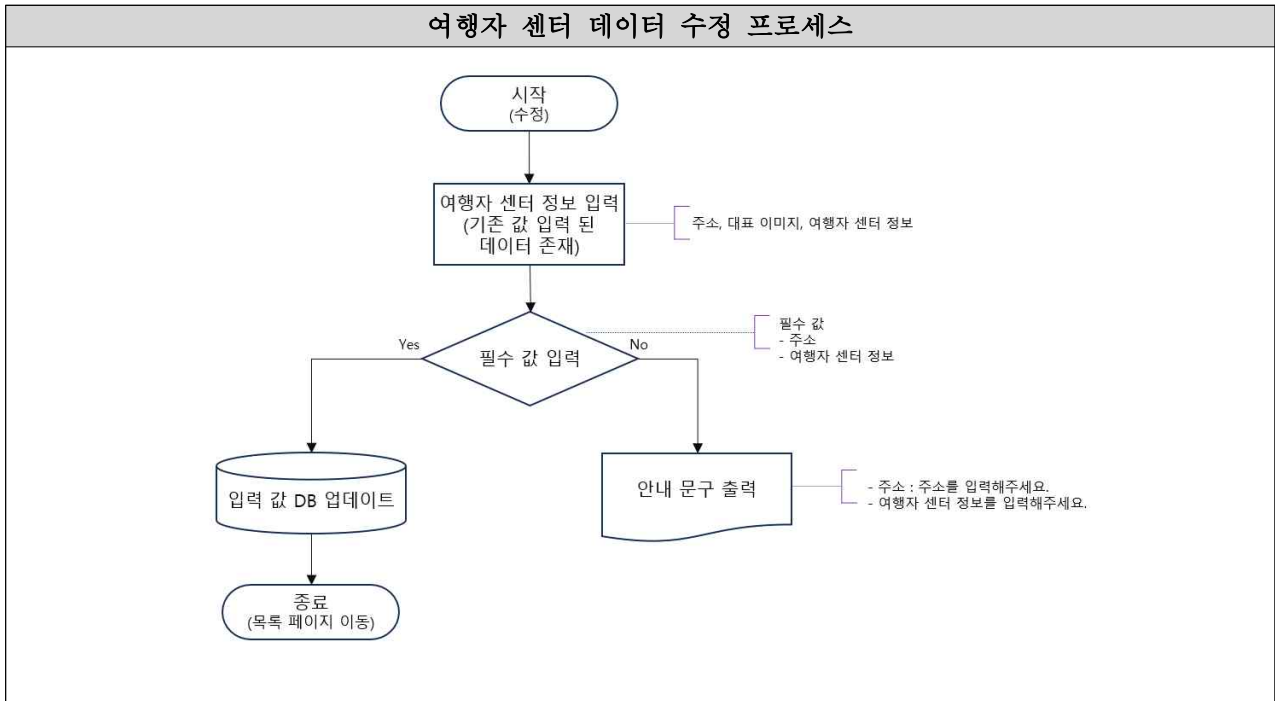 여행자 센터 데이터 수정 프로세스
시작
(수정)
여행자 센터 정보 입력
(기존 값 입력 된
데이터 존재)
주소, 대표 이미지, 여행자 센터 정보
필수 값
- 주소
- 여행자 센터 정보
Yes
필수 값 입력
No
입력 값 DB 업데이트
안내 문구 출력
- 주소 : 주소를 입력해주세요.
- 여행자 센터 정보를 입력해주세요.
종료
(목록 페이지 이동)